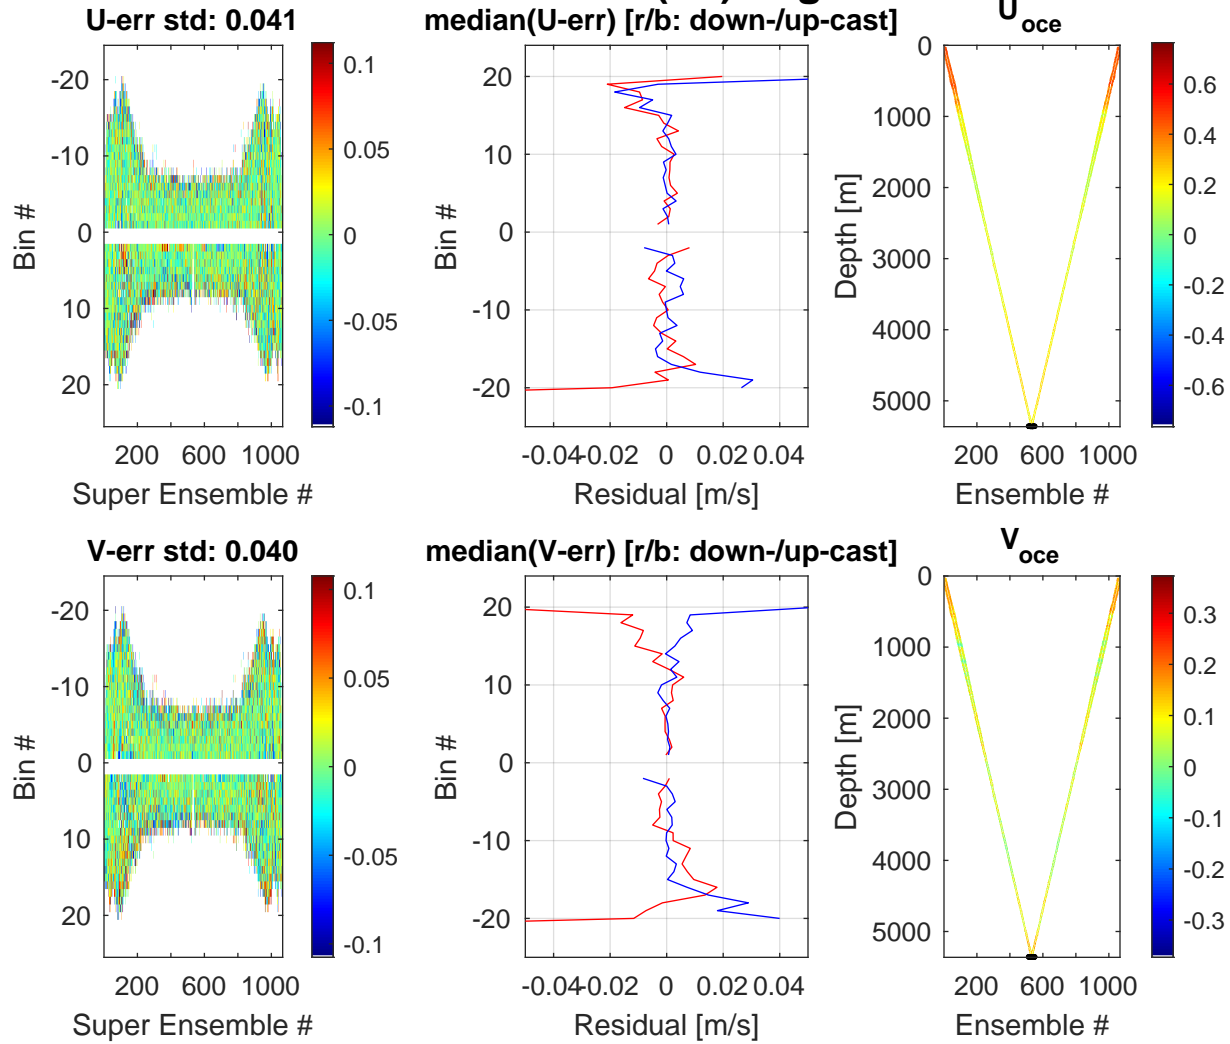 U-err std: 0.041
median(U-err) [r/b: down-/up-cast]
U_oce
-20
-10
0
10
20
Bin #
200 600 1000
Super Ensemble #
0.1
0.05
0
-0.05
-0.1
20
10
0
-10
-20
Bin #
-0.04 -0.02 0 0.02 0.04
Residual [m/s]
0
1000
2000
3000
4000
5000
Depth [m]
200 600 1000
Ensemble #
0.6
0.4
0.2
0
-0.2
-0.4
-0.6
V-err std: 0.040
median(V-err) [r/b: down-/up-cast]
V_oce
-20
-10
0
10
20
Bin #
200 600 1000
Super Ensemble #
0.1
0.05
0
-0.05
-0.1
20
10
0
-10
-20
Bin #
-0.04 -0.02 0 0.02 0.04
Residual [m/s]
0
1000
2000
3000
4000
5000
Depth [m]
200 600 1000
Ensemble #
0.3
0.2
0.1
0
-0.1
-0.2
-0.3